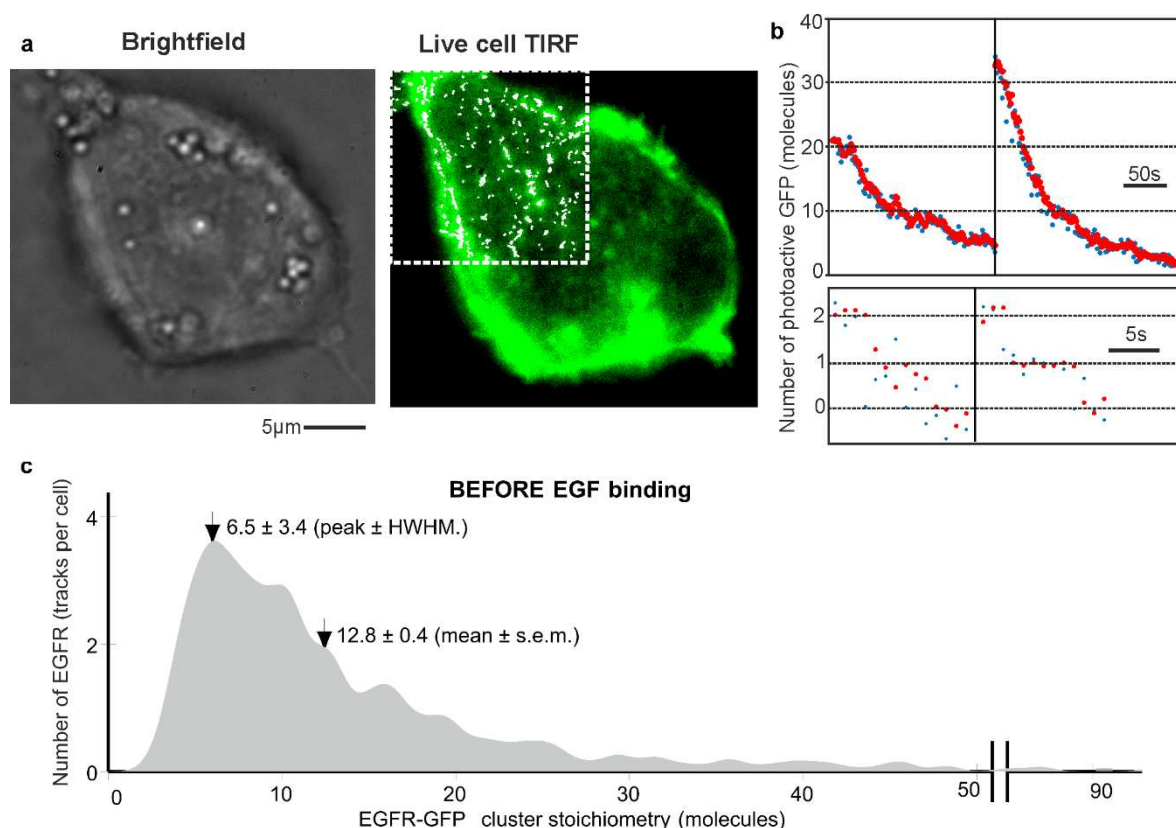 a
Brightfield
Live cell TIRF
5µm
b
Number of photoactive GFP (molecules)
40
30
20
10
0
50s
2
1
0
5s
c
BEFORE EGF binding
Number of EGFR (tracks per cell)
4
2
0
6.5 ± 3.4 (peak ± HWHM.)
12.8 ± 0.4 (mean ± s.e.m.)
0 10 20 30 40 50 90
EGFR-GFP cluster stoichiometry (molecules)